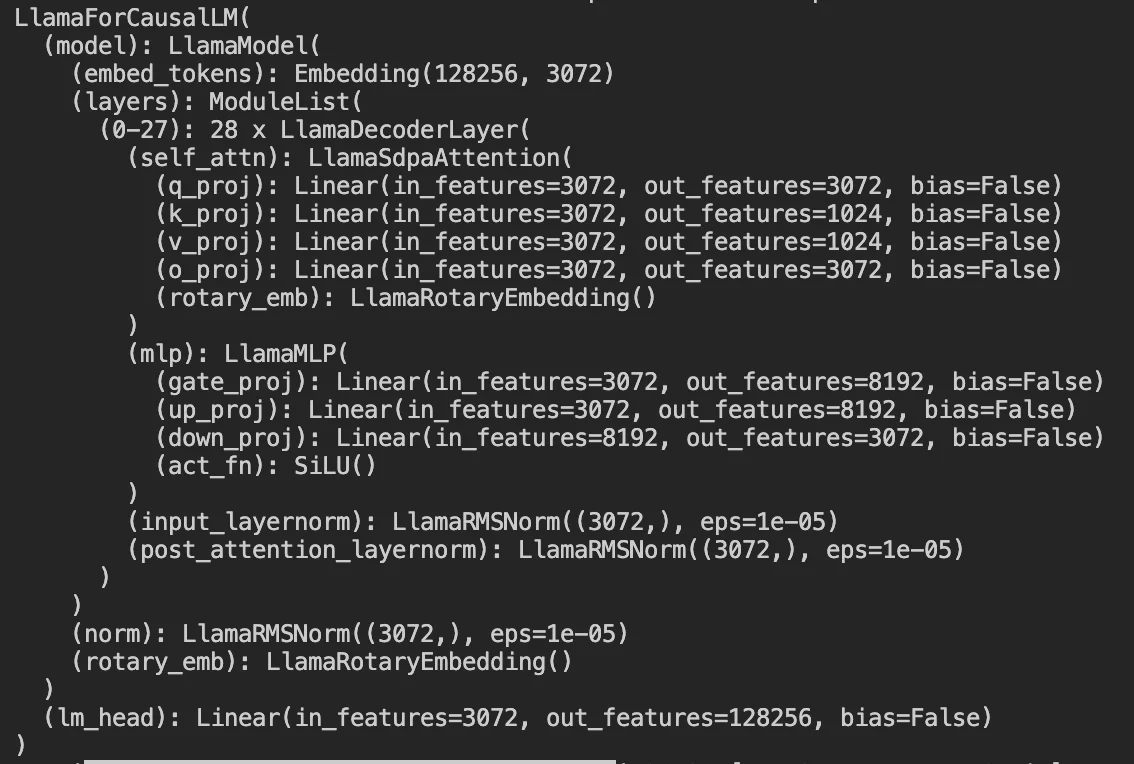 LlamaForCausalLM(
  (model): LlamaModel(
    (embed_tokens): Embedding(128256, 3072)
    (layers): ModuleList(
      (0-27): 28 x LlamaDecoderLayer(
        (self_attn): LlamaSdpaAttention(
          (q_proj): Linear(in_features=3072, out_features=3072, bias=False)
          (k_proj): Linear(in_features=3072, out_features=1024, bias=False)
          (v_proj): Linear(in_features=3072, out_features=1024, bias=False)
          (o_proj): Linear(in_features=3072, out_features=3072, bias=False)
          (rotary_emb): LlamaRotaryEmbedding()
        )
        (mlp): LlamaMLP(
          (gate_proj): Linear(in_features=3072, out_features=8192, bias=False)
          (up_proj): Linear(in_features=3072, out_features=8192, bias=False)
          (down_proj): Linear(in_features=8192, out_features=3072, bias=False)
          (act_fn): SiLU()
        )
        (input_layernorm): LlamaRMSNorm((3072,), eps=1e-05)
        (post_attention_layernorm): LlamaRMSNorm((3072,), eps=1e-05)
      )
    )
    (norm): LlamaRMSNorm((3072,), eps=1e-05)
    (rotary_emb): LlamaRotaryEmbedding()
  )
  (lm_head): Linear(in_features=3072, out_features=128256, bias=False)
)